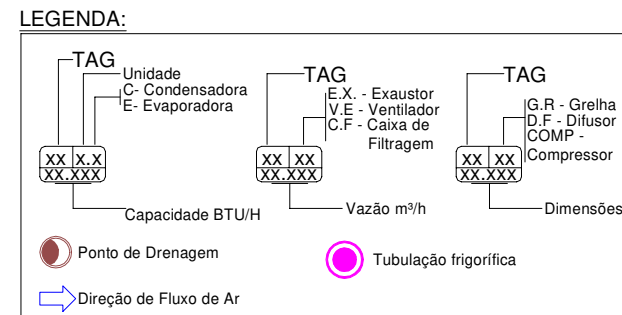 LEGENDA:
TAG
Unidade
C- Condensadora
E- Evaporadora
XX X.X
XX.XXX
Capacidade BTU/H
TAG
E.X. - Exaustor
V.E - Ventilador
C.F - Caixa de
Filtragem
XX XX
XX.XXX
Vazão m³/h
TAG
G.R - Grelha
D.F - Difusor
COMP -
Compressor
XX XX
XX.XXX
Dimensões
Ponto de Drenagem
Tubulação frigorífica
Direção de Fluxo de Ar